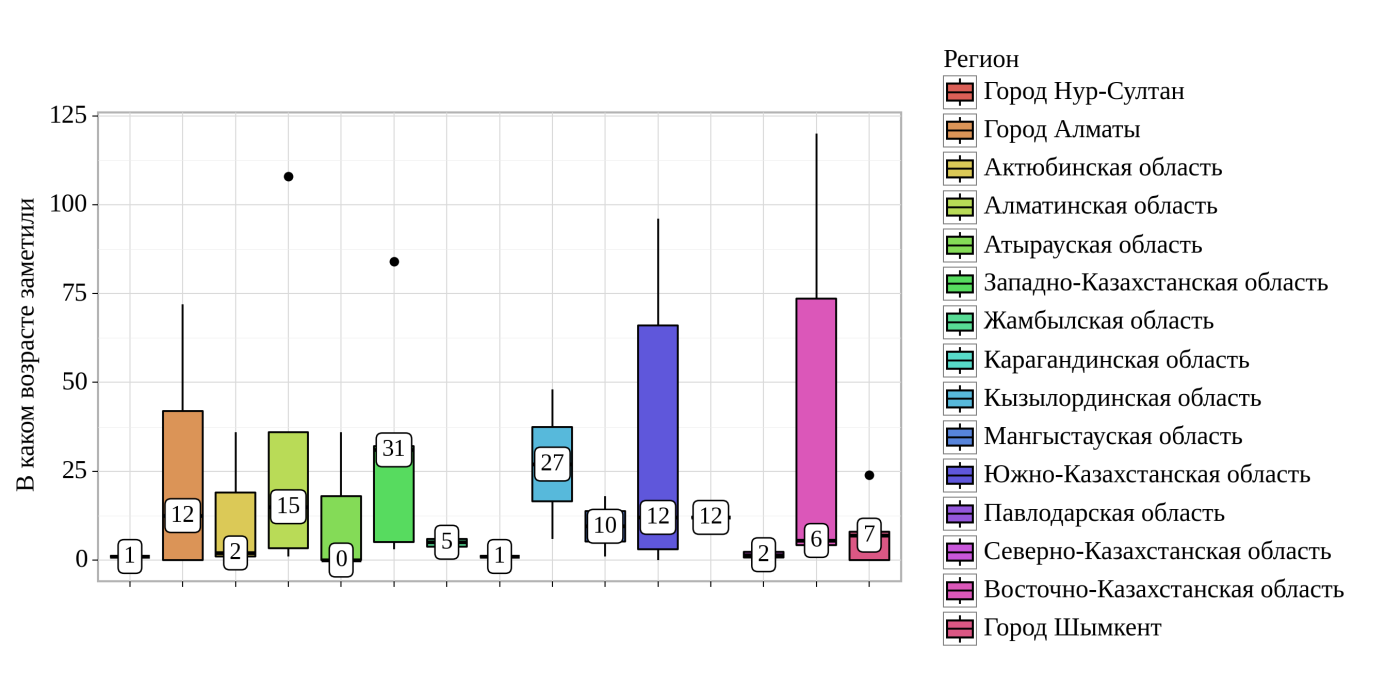 Регион
Город Нур-Султан
Город Алматы
Актюбинская область
Алматинская область
Атырауская область
Западно-Казахстанская область
Жамбылская область
Карагандинская область
Кызылординская область
Мангыстауская область
Южно-Казахстанская область
Павлодарская область
Северно-Казахстанская область
Восточно-Казахстанская область
Город Шымкент
В каком возрасте заметили
125
100
75
50
25
0
1
12
2
15
0
31
5
1
27
10
12
12
2
6
7